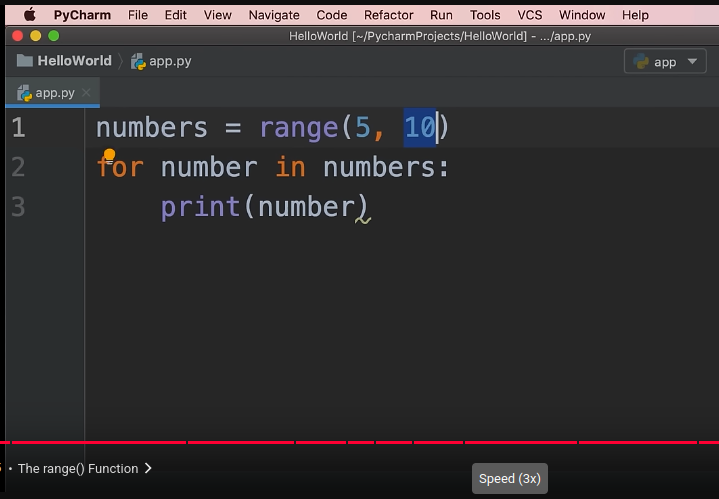 PyCharm File Edit View Navigate Code Refactor Run Tools VCS Window Help
HelloWorld [~/PycharmProjects/HelloWorld] - .../app.py
HelloWorld app.py app
app.py
1 numbers = range(5, 10)
2 for number in numbers:
3     print(number)
• The range() Function
Speed (3x)